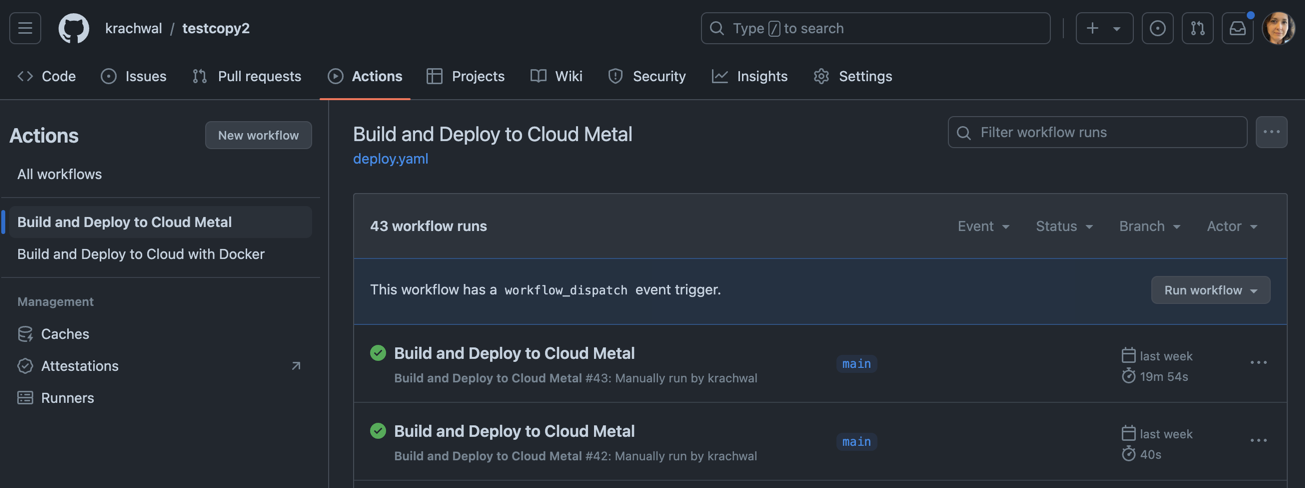 krachwal / testcopy2
Type / to search
Code Issues Pull requests Actions Projects Wiki Security Insights Settings
Actions
New workflow
All workflows
Build and Deploy to Cloud Metal
Build and Deploy to Cloud with Docker
Management
Caches
Attestations
Runners
Build and Deploy to Cloud Metal
deploy.yaml
Filter workflow runs
43 workflow runs
Event Status Branch Actor
This workflow has a workflow_dispatch event trigger.
Run workflow
Build and Deploy to Cloud Metal
Build and Deploy to Cloud Metal #43: Manually run by krachwal
main
last week
19m 54s
Build and Deploy to Cloud Metal
Build and Deploy to Cloud Metal #42: Manually run by krachwal
main
last week
40s